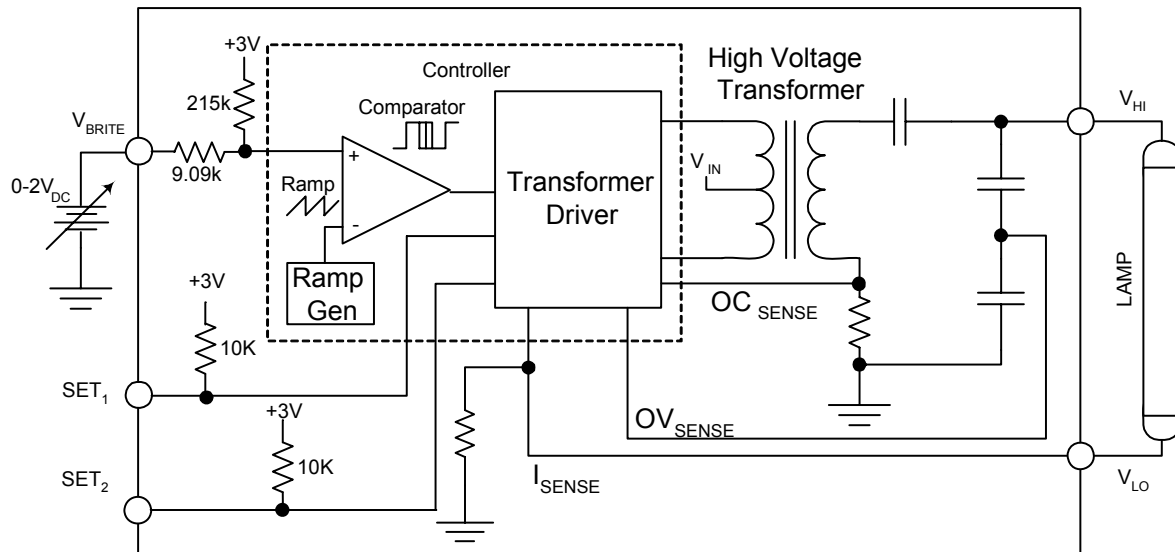 +3V
Controller
High Voltage
Transformer
215k
Comparator
V_BRITE
V_HI
9.09k
V_IN
0-2V_DC
Ramp
+
-
Transformer
Driver
Ramp
Gen
+3V
OC_SENSE
LAMP
10K
SET_1
+3V
OV_SENSE
10K
SET_2
I_SENSE
V_LO